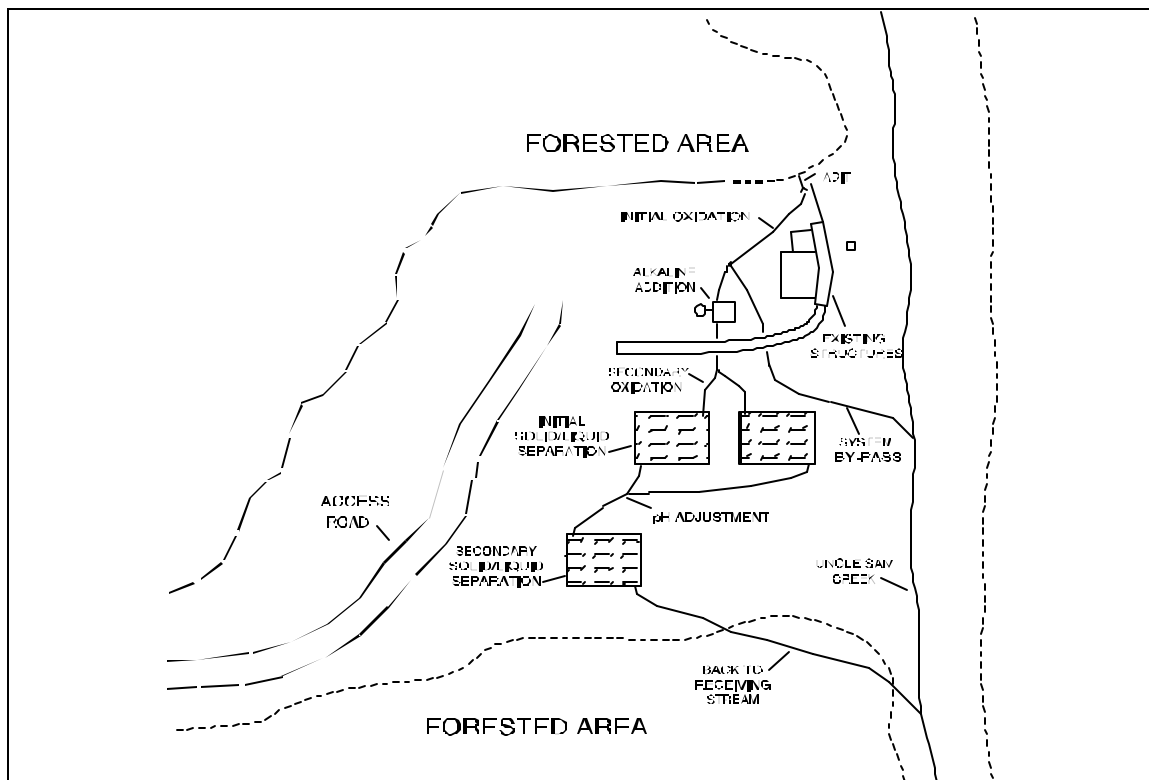 FORESTED AREA
ADIT
INITIAL OXIDATION
ALKALINE
ADDITION
EXISTING
STRUCTURES
SECONDARY
OXIDATION
INITIAL
SOLID/LIQUID
SEPARATION
SYSTEM
BY-PASS
ACCESS
ROAD
pH ADJUSTMENT
SECONDARY
SOLID/LIQUID
SEPARATION
UNCLE SAM
CREEK
BACK TO
RECEIVING
STREAM
FORESTED AREA